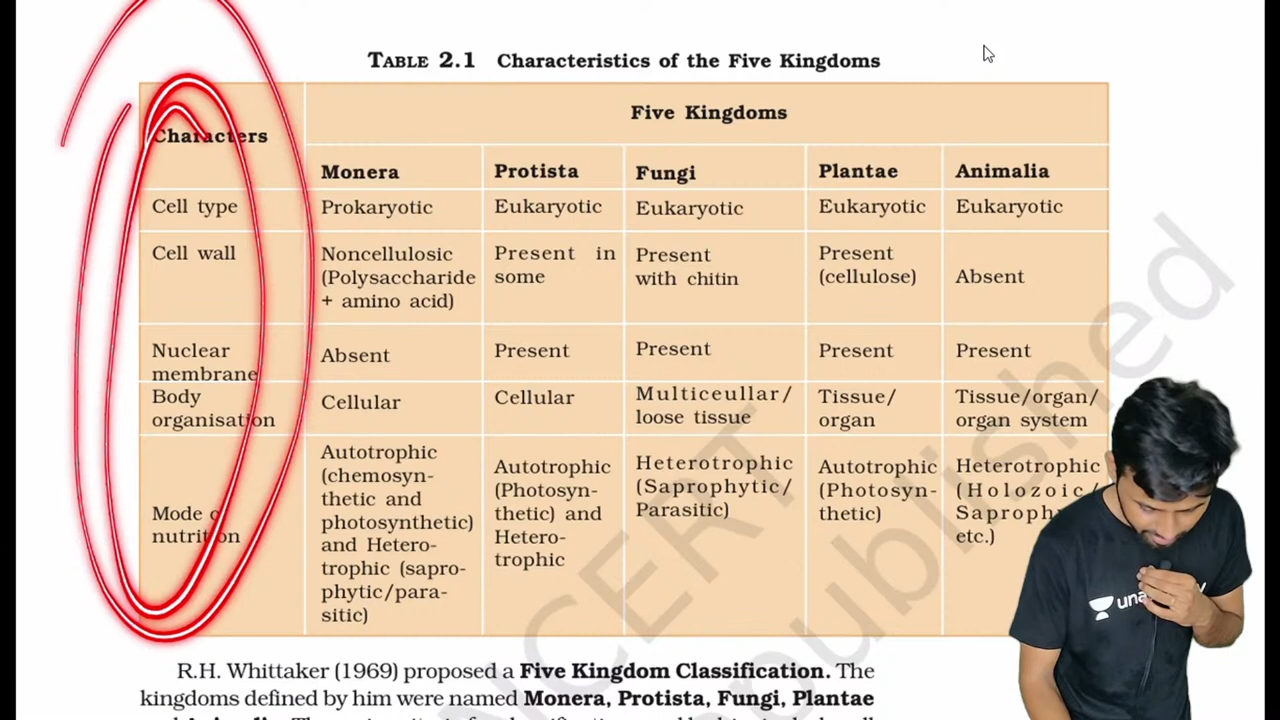 TABLE 2.1 Characteristics of the Five Kingdoms
Characters
Five Kingdoms
Monera
Protista
Fungi
Plantae
Animalia
Cell type
Prokaryotic
Eukaryotic
Eukaryotic
Eukaryotic
Eukaryotic
Cell wall
Noncellulosic
(Polysaccharide
+ amino acid)
Present in
some
Present
with chitin
Present
(cellulose)
Absent
Nuclear
membrane
Absent
Present
Present
Present
Present
Body
organisation
Cellular
Cellular
Multiceullar/
loose tissue
Tissue/
organ
Tissue/organ/
organ system
Mode
nutrition
Autotrophic
(chemosyn-
thetic and
photosynthetic)
and Hetero-
trophic (sapro-
phytic/para-
sitic)
Autotrophic
(Photosyn-
thetic) and
Hetero-
trophic
Heterotrophic
(Saprophytic/
Parasitic)
Autotrophic
(Photosyn-
thetic)
Heterotrophic
(Holozoic/
etc.)
R.H. Whittaker (1969) proposed a Five Kingdom Classification. The
kingdoms defined by him were named Monera, Protista, Fungi, Plantae
NCERT
republished